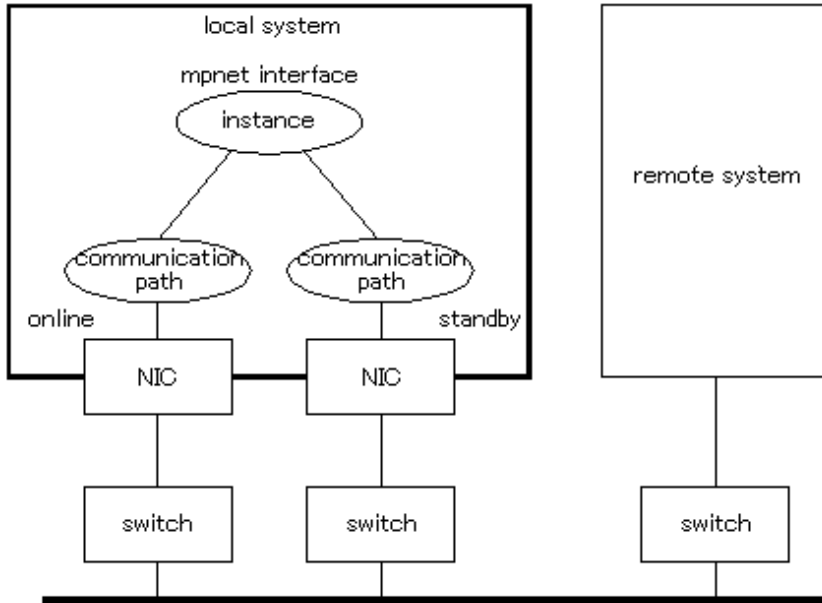 local system
mpnet interface
instance
remote system
communication
path
communication
path
online
standby
NIC
NIC
switch
switch
switch